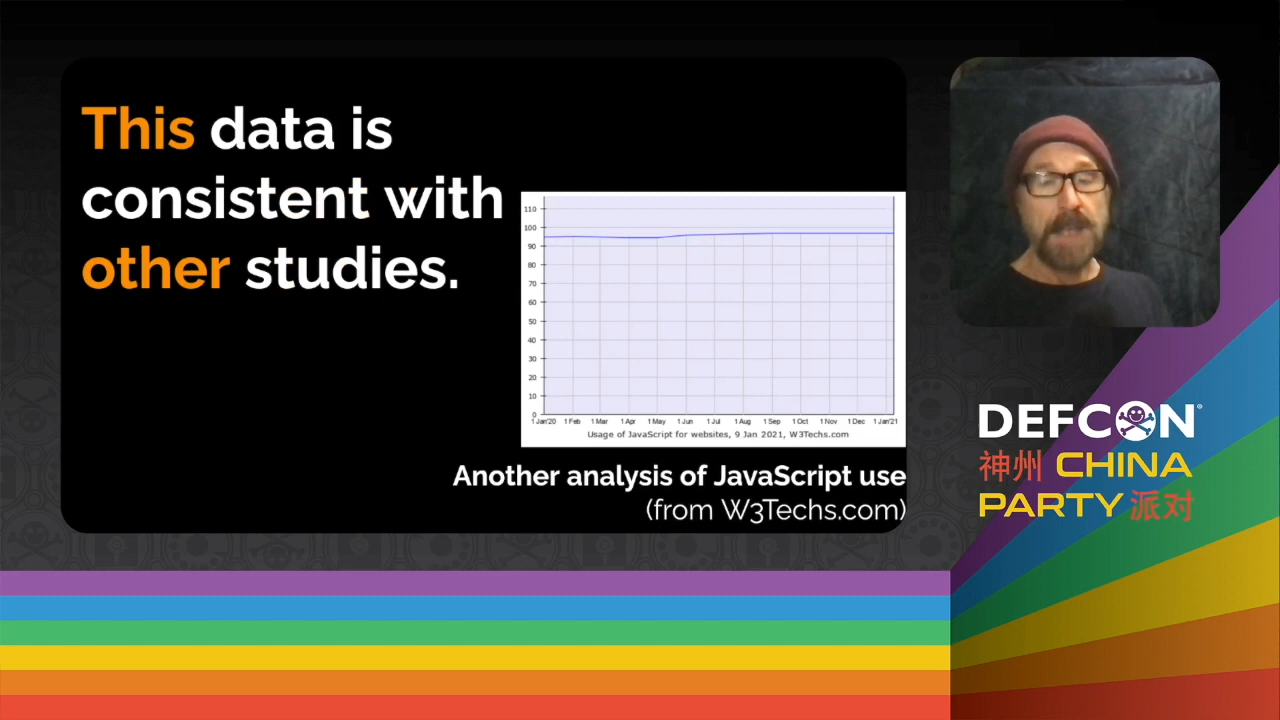 This data is
consistent with
other studies.
110
100
90
80
70
60
50
40
30
20
10
0
1 Jan'20 1 Feb 1 Mar 1 Apr 1 May 1 Jun 1 Jul 1 Aug 1 Sep 1 Oct 1 Nov 1 Dec 1 Jan'21
Usage of JavaScript for websites, 9 Jan 2021, W3Techs.com
Another analysis of JavaScript use
(from W3Techs.com)
DEFCON®
神州 CHINA
PARTY 派对